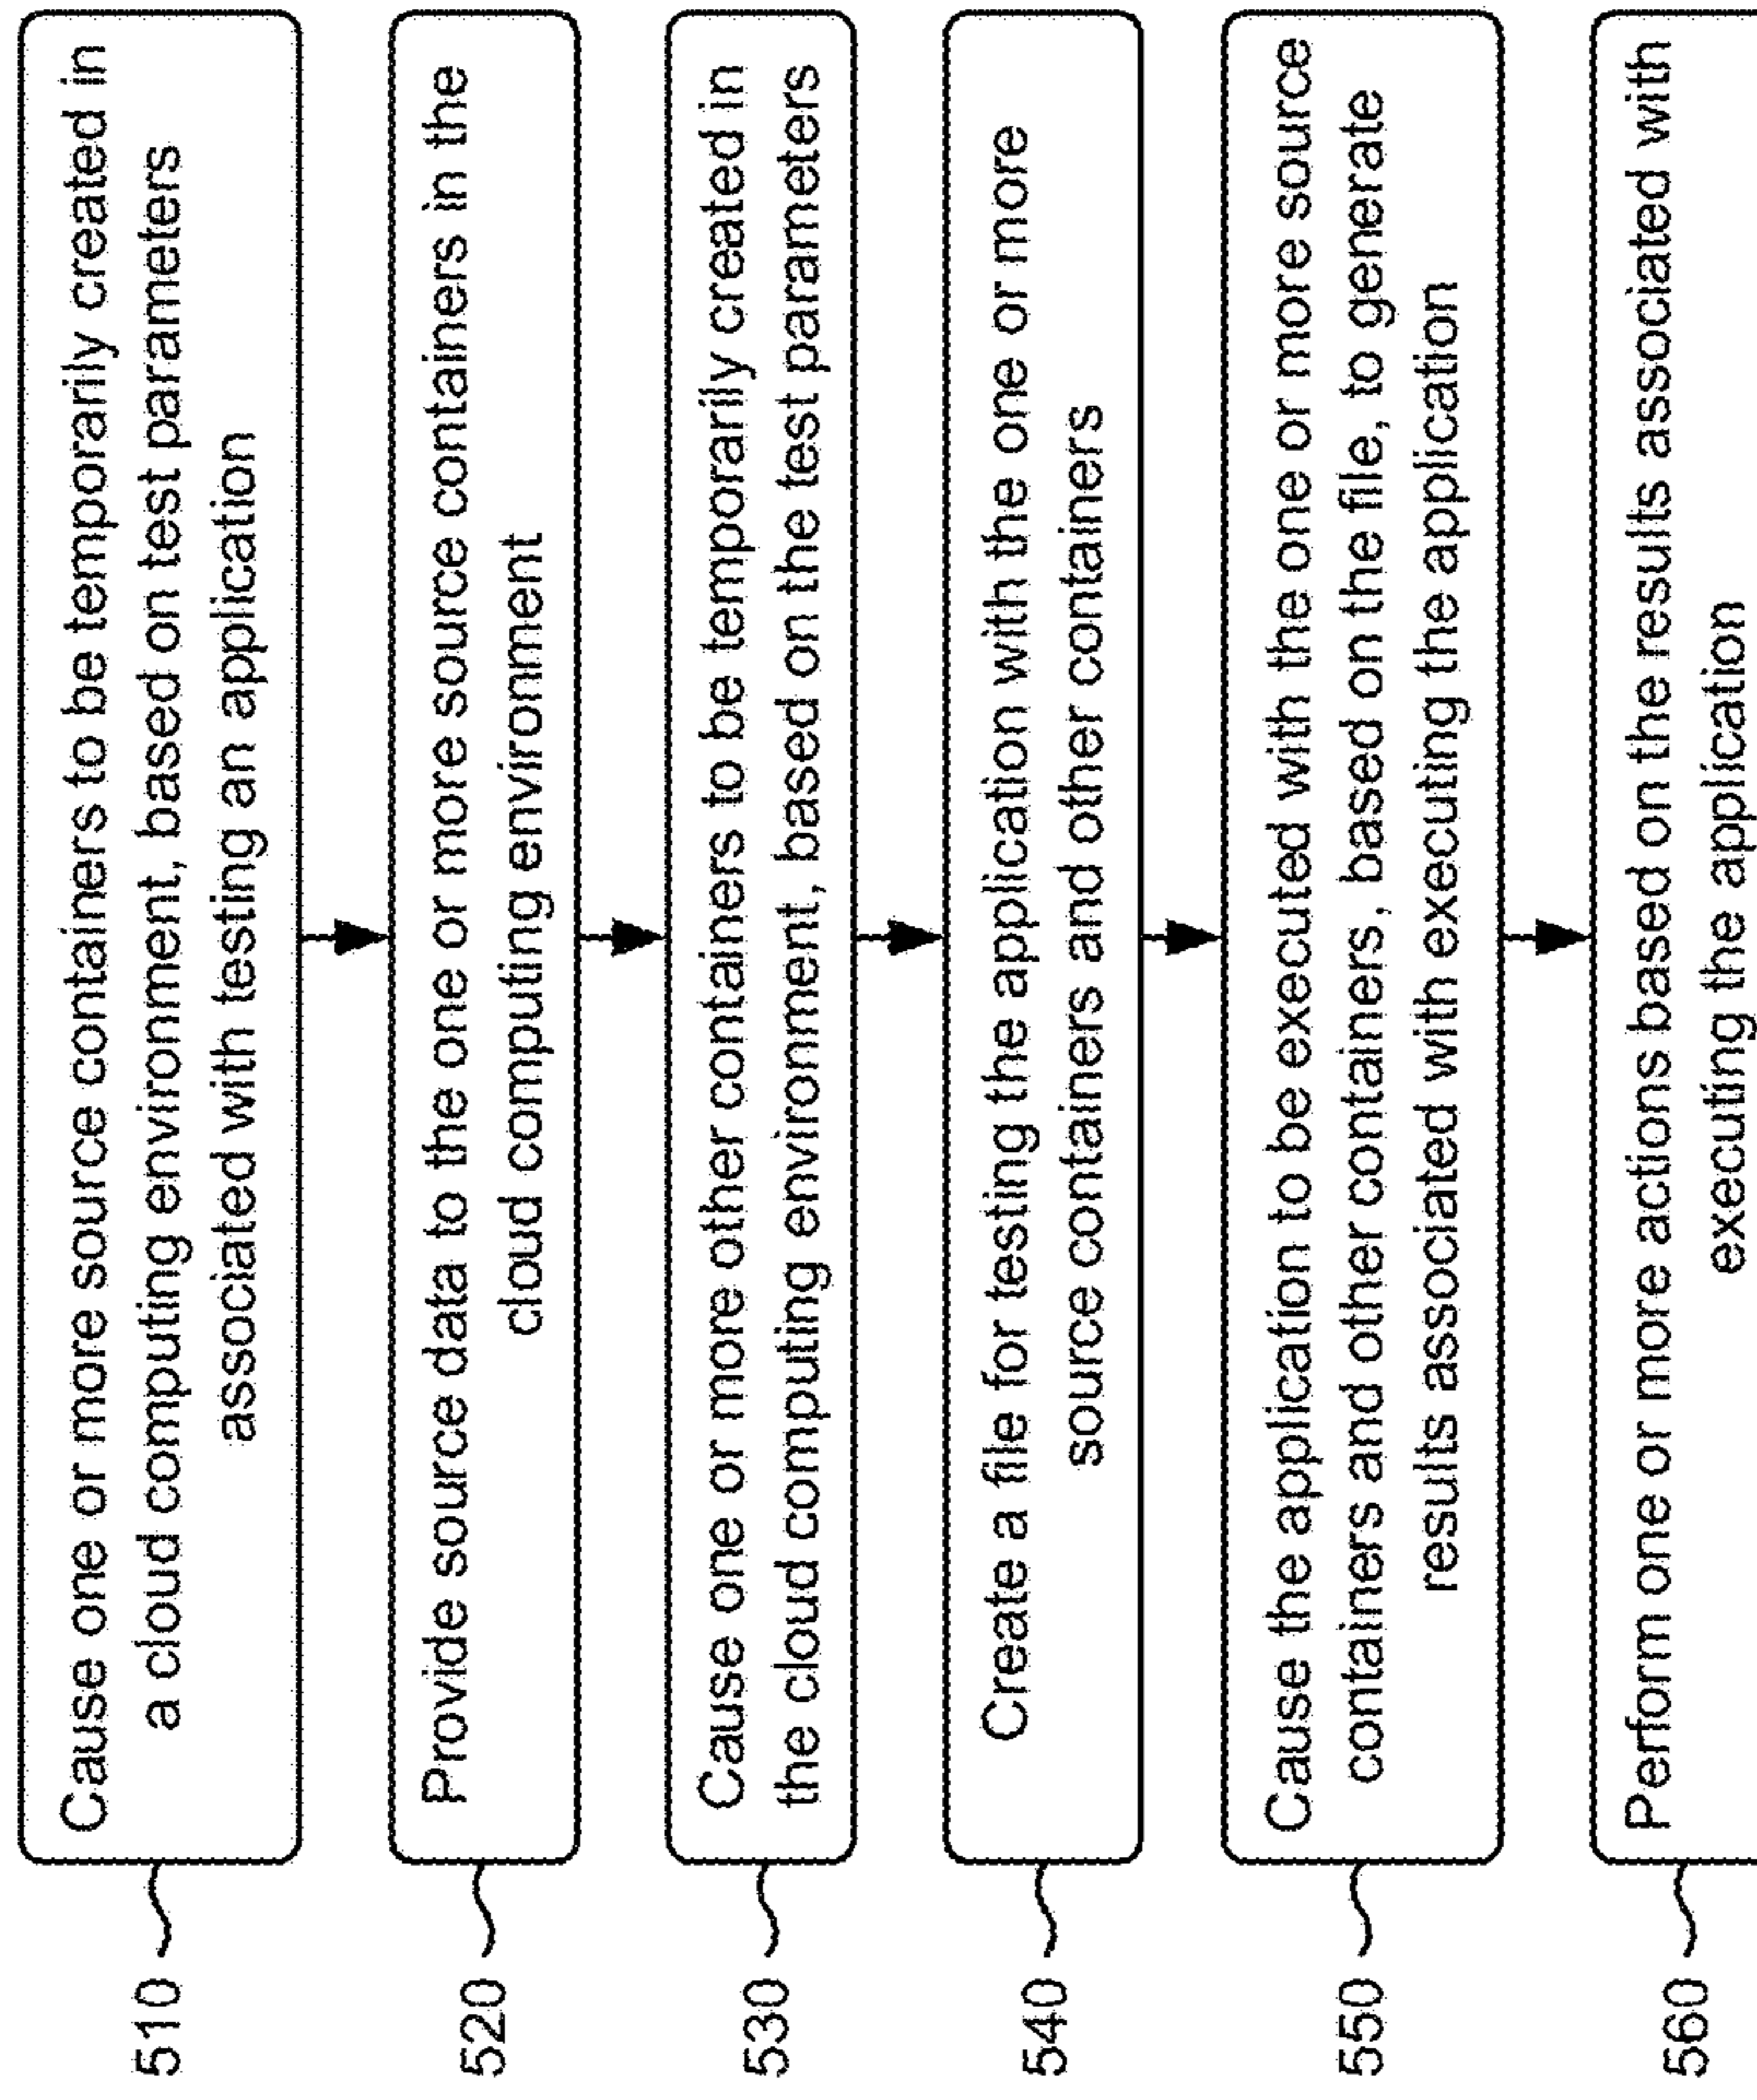 510
Cause one or more source containers to be temporarily created in
a cloud computing environment, based on test parameters
associated with testing an application
520
Provide source data to the one or more source containers in the
cloud computing environment
530
Cause one or more other containers to be temporarily created in
the cloud computing environment, based on the test parameters
540
Create a file for testing the application with the one or more
source containers and other containers
550
Cause the application to be executed with the one or more source
containers and other containers, based on the file, to generate
results associated with executing the application
560
Perform one or more actions based on the results associated with
executing the application